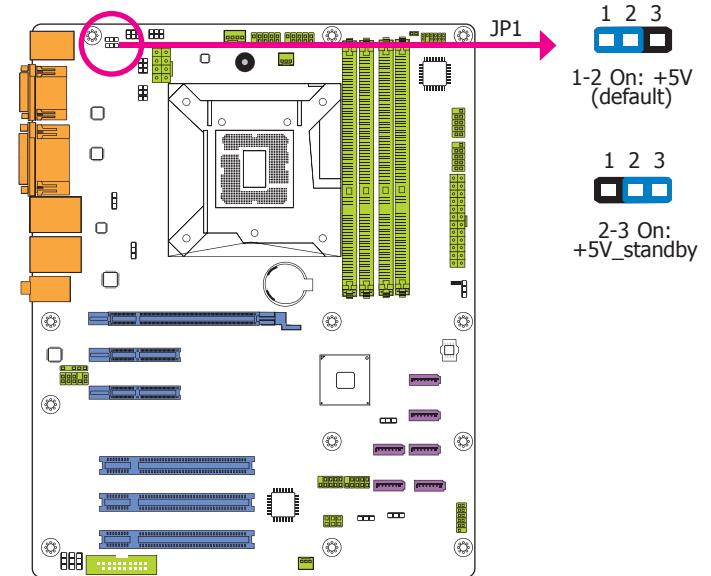 JP1
1 2 3
1-2 On: +5V
(default)
1 2 3
2-3 On:
+5V_standby